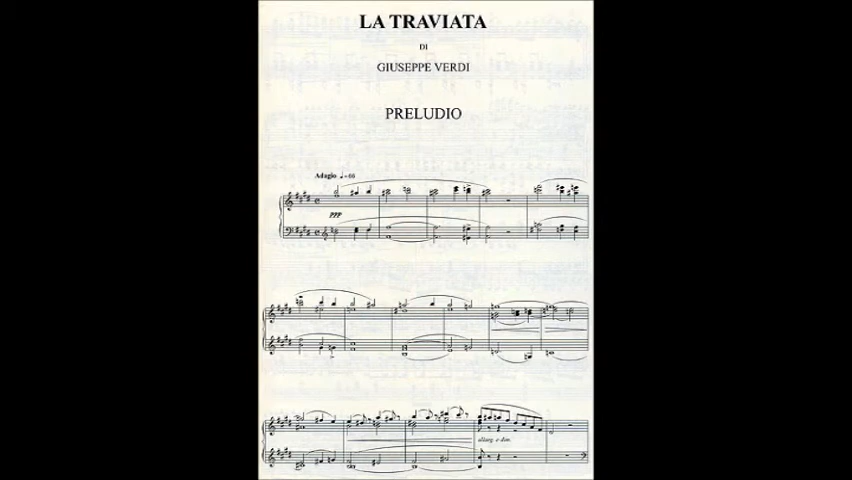 LA TRAVIATA
DI
GIUSEPPE VERDI
PRELUDIO
Adagio ♩=66
ppp
allarg. e dim.